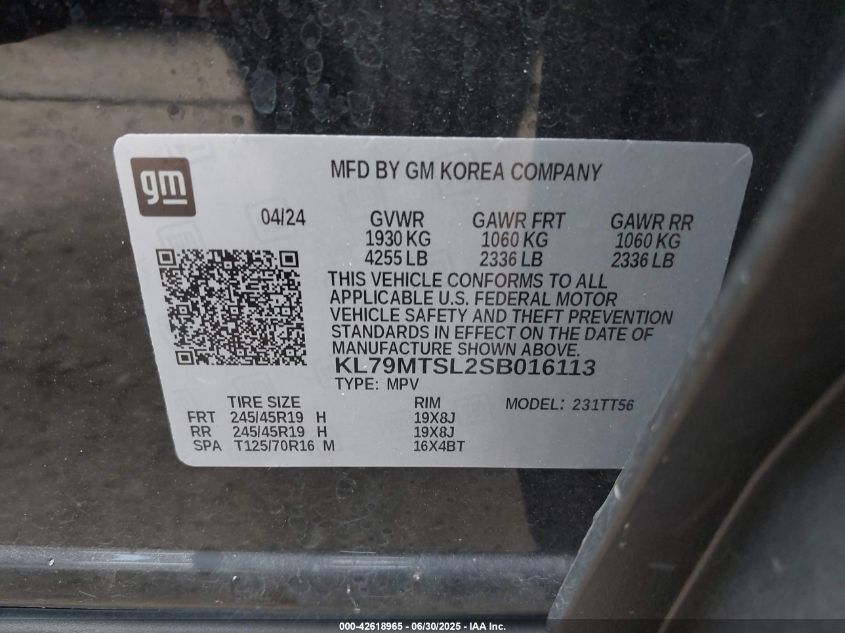 gm
MFD BY GM KOREA COMPANY
04/24 GVWR GAWR FRT GAWR RR
1930 KG 1060 KG 1060 KG
4255 LB 2336 LB 2336 LB
THIS VEHICLE CONFORMS TO ALL
APPLICABLE U.S. FEDERAL MOTOR
VEHICLE SAFETY AND THEFT PREVENTION
STANDARDS IN EFFECT ON THE DATE OF
MANUFACTURE SHOWN ABOVE.
KL79MTSL2SB016113
TYPE: MPV
TIRE SIZE RIM MODEL: 231TT56
FRT 245/45R19 H 19X8J
RR 245/45R19 H 19X8J
SPA T125/70R16 M 16X4BT
000-42618965 - 06/30/2025 - IAA Inc.